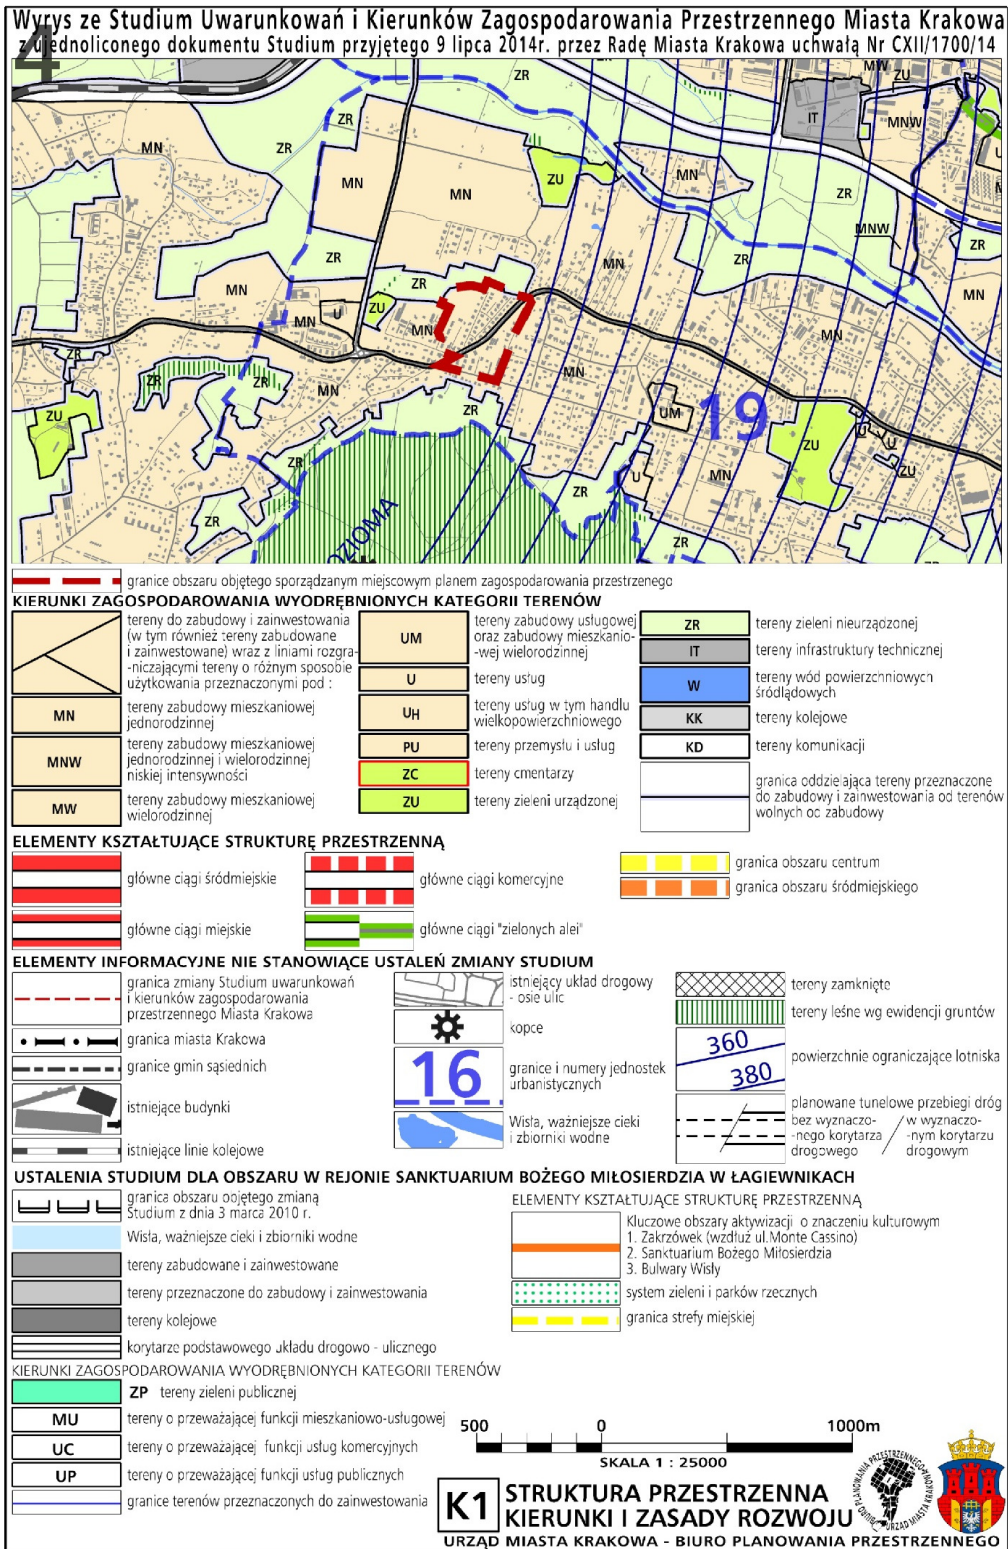 Wyrys ze Studium Uwarunkowań i Kierunków Zagospodarowania Przestrzennego Miasta Krakowa
z ujednoliconego dokumentu Studium przyjętego 9 lipca 2014r. przez Radę Miasta Krakowa uchwałą Nr CXII/1700/14
4
ZR
MW
ZU
ZR
IT
MNW
MN
ZR
MN
MN
ZU
MN
ZR
MNW
ZR
ZR
MN
ZR
ZR
MN
MN
ZU
U
MN
MN
MN
ZR
MN
MN
ZR
ZR
ZU
ZR
UM
19
ZU
U
U
ZU
ZR
ZR
U
MN
ZR
ZR
granice obszaru objętego sporządzanym miejscowym planem zagospodarowania przestrzenego
KIERUNKI ZAGOSPODAROWANIA WYODRĘBNIONYCH KATEGORII TERENÓW
tereny do zabudowy i zainwestowania
(w tym również tereny zabudowane
i zainwestowane) wraz z liniami rozgra-
-niczającymi tereny o różnym sposobie
użytkowania przeznaczonymi pod :
MN tereny zabudowy mieszkaniowej
jednorodzinnej
MNW tereny zabudowy mieszkaniowej
jednorodzinnej i wielorodzinnej
niskiej intensywności
MW tereny zabudowy mieszkaniowej
wielorodzinnej
UM tereny zabudowy usługowej
oraz zabudowy mieszkanio-
-wej wielorodzinnej
U tereny usług
UH tereny usług w tym handlu
wielkopowierzchniowego
PU tereny przemysłu i usług
ZC tereny cmentarzy
ZU tereny zieleni urządzonej
ZR tereny zieleni nieurządzonej
IT tereny infrastruktury technicznej
W tereny wód powierzchniowych
śródlądowych
KK tereny kolejowe
KD tereny komunikacji
granica oddzielająca tereny przeznaczone
do zabudowy i zainwestowania od terenów
wolnych od zabudowy
ELEMENTY KSZTAŁTUJĄCE STRUKTURĘ PRZESTRZENNĄ
główne ciągi śródmiejskie
główne ciągi komercyjne
granica obszaru centrum
granica obszaru śródmiejskiego
główne ciągi miejskie
główne ciągi "zielonych alei"
ELEMENTY INFORMACYJNE NIE STANOWIĄCE USTALEŃ ZMIANY STUDIUM
granica zmiany Studium uwarunkowań
i kierunków zagospodarowania
przestrzennego Miasta Krakowa
granica miasta Krakowa
granice gmin sąsiednich
istniejące budynki
istniejące linie kolejowe
istniejący układ drogowy
- osie ulic
kopce
16 granice i numery jednostek
urbanistycznych
Wisła, ważniejsze cieki
i zbiorniki wodne
tereny zamknięte
tereny leśne wg ewidencji gruntów
360
380
powierzchnie ograniczające lotniska
planowane tunelowe przebiegi dróg
bez wyznaczo-
-nego korytarza
drogowego
w wyznaczo-
-nym korytarzu
drogowym
USTALENIA STUDIUM DLA OBSZARU W REJONIE SANKTUARIUM BOŻEGO MIŁOSIERDZIA W ŁAGIEWNIKACH
granica obszaru objętego zmianą
Studium z dnia 3 marca 2010 r.
Wisła, ważniejsze cieki i zbiorniki wodne
tereny zabudowane i zainwestowane
tereny przeznaczone do zabudowy i zainwestowania
tereny kolejowe
korytarze podstawowego układu drogowo - ulicznego
ELEMENTY KSZTAŁTUJĄCE STRUKTURĘ PRZESTRZENNĄ
Kluczowe obszary aktywizacji o znaczeniu kulturowym
1. Zakrzówek (wzdłuż ul.Monte Cassino)
2. Sanktuarium Bożego Miłosierdzia
3. Bulwary Wisły
system zieleni i parków rzecznych
granica strefy miejskiej
KIERUNKI ZAGOSPODAROWANIA WYODRĘBNIONYCH KATEGORII TERENÓW
ZP tereny zieleni publicznej
MU tereny o przeważającej funkcji mieszkaniowo-usługowej
UC tereny o przeważającej funkcji usług komercyjnych
UP tereny o przeważającej funkcji usług publicznych
granice terenów przeznaczonych do zainwestowania
500 0 1000m
SKALA 1 : 25000
K1 STRUKTURA PRZESTRZENNA
KIERUNKI I ZASADY ROZWOJU
URZĄD MIASTA KRAKOWA - BIURO PLANOWANIA PRZESTRZENNEGO